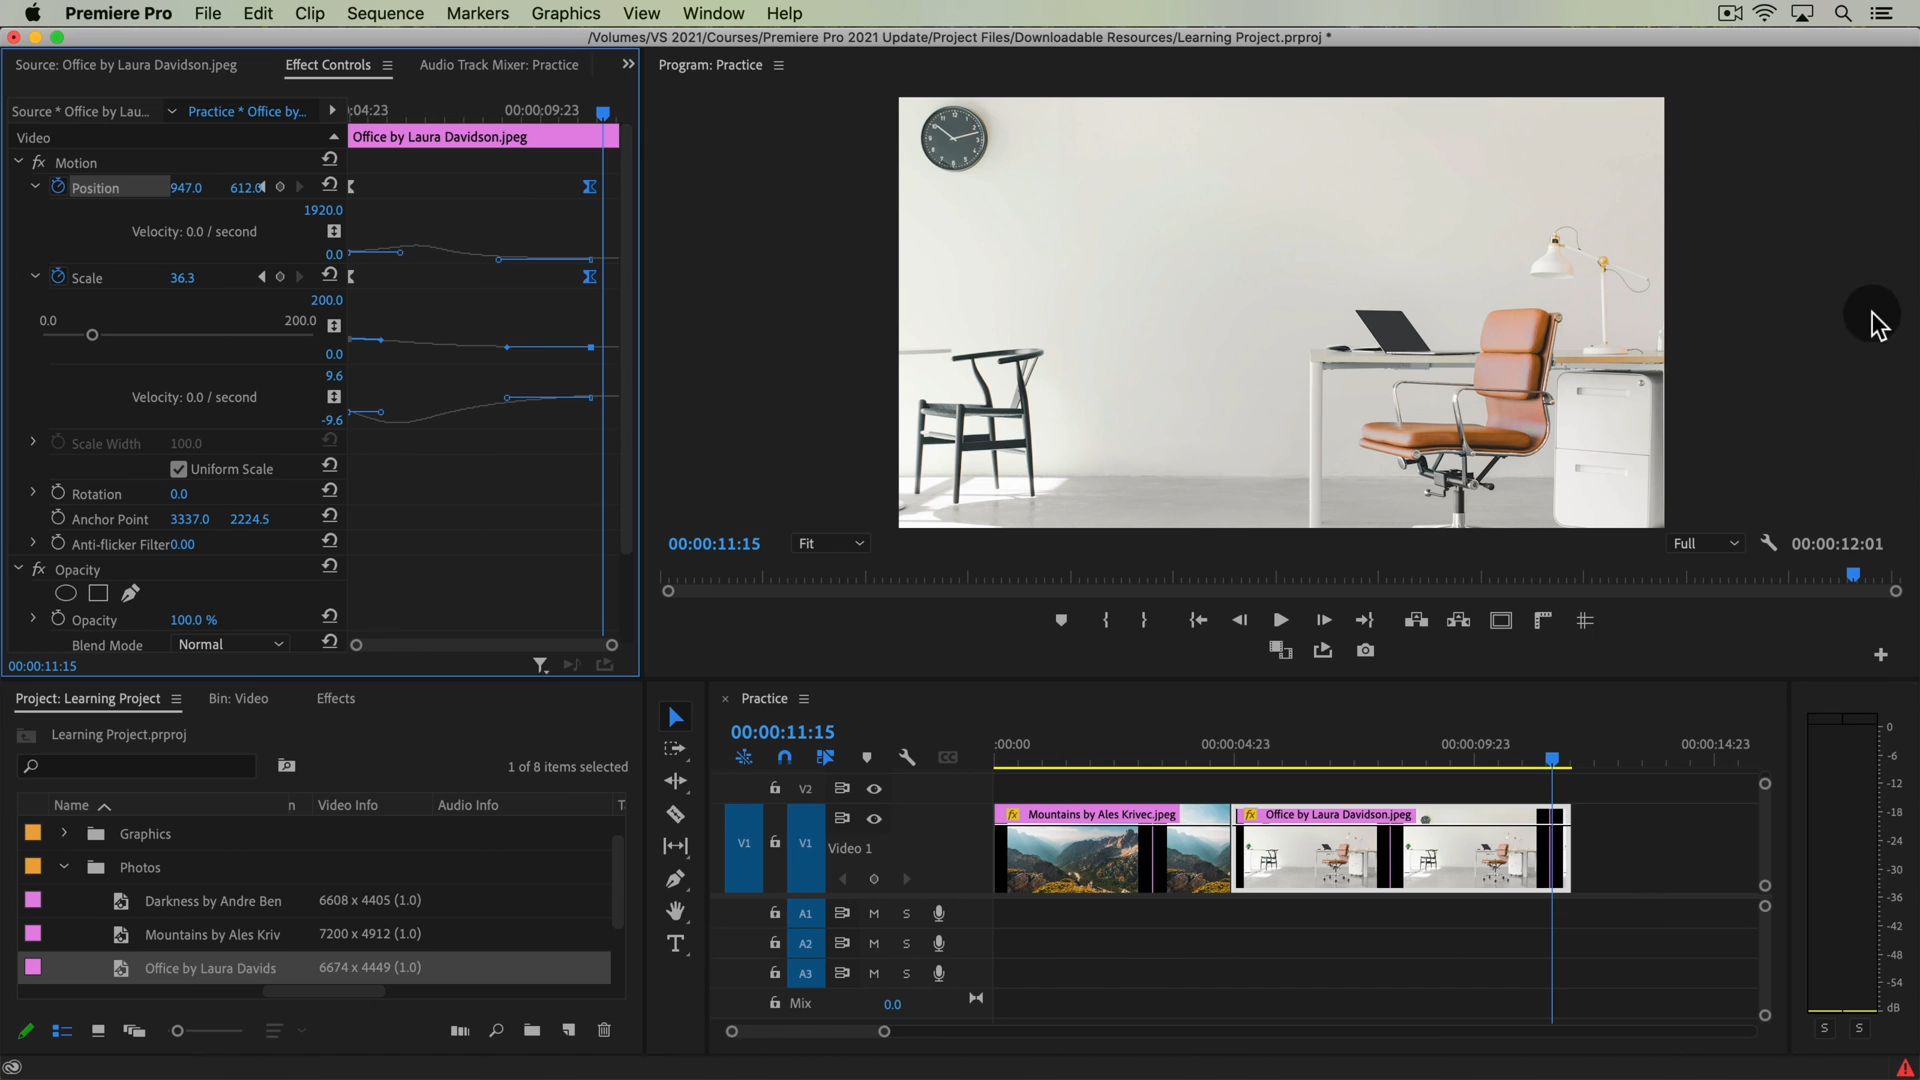 Premiere Pro File Edit Clip Sequence Markers Graphics View Window Help
/Volumes/VS 2021/Courses/Premiere Pro 2021 Update/Project Files/Downloadable Resources/Learning Project.prproj *
Source: Office by Laura Davidson.jpeg Effect Controls Audio Track Mixer: Practice
Source * Office by Lau... Practice * Office by...
:04:23 00:00:09:23
Video
Office by Laura Davidson.jpeg
fx Motion
Position 947.0 612.0
1920.0
Velocity: 0.0 / second
0.0
Scale 36.3
200.0
0.0 200.0
0.0
9.6
Velocity: 0.0 / second
-9.6
Scale Width 100.0
Uniform Scale
Rotation 0.0
Anchor Point 3337.0 2224.5
Anti-flicker Filter 0.00
fx Opacity
Opacity 100.0 %
Blend Mode Normal
00:00:11:15
Program: Practice
00:00:11:15 Fit Full 00:00:12:01
Project: Learning Project Bin: Video Effects
Learning Project.prproj
1 of 8 items selected
Name n Video Info Audio Info T
Graphics
Photos
Darkness by Andre Ben 6608 x 4405 (1.0)
Mountains by Ales Kriv 7200 x 4912 (1.0)
Office by Laura Davids 6674 x 4449 (1.0)
T
× Practice
00:00:11:15
CC
:00:00 00:00:04:23 00:00:09:23 00:00:14:23
V2
V1 V1 Video 1
fx Mountains by Ales Krivec.jpeg
fx Office by Laura Davidson.jpeg
A1 M S
A2 M S
A3 M S
Mix 0.0
0
-6
-12
-18
-24
-30
-36
-42
-48
-54
dB
S S